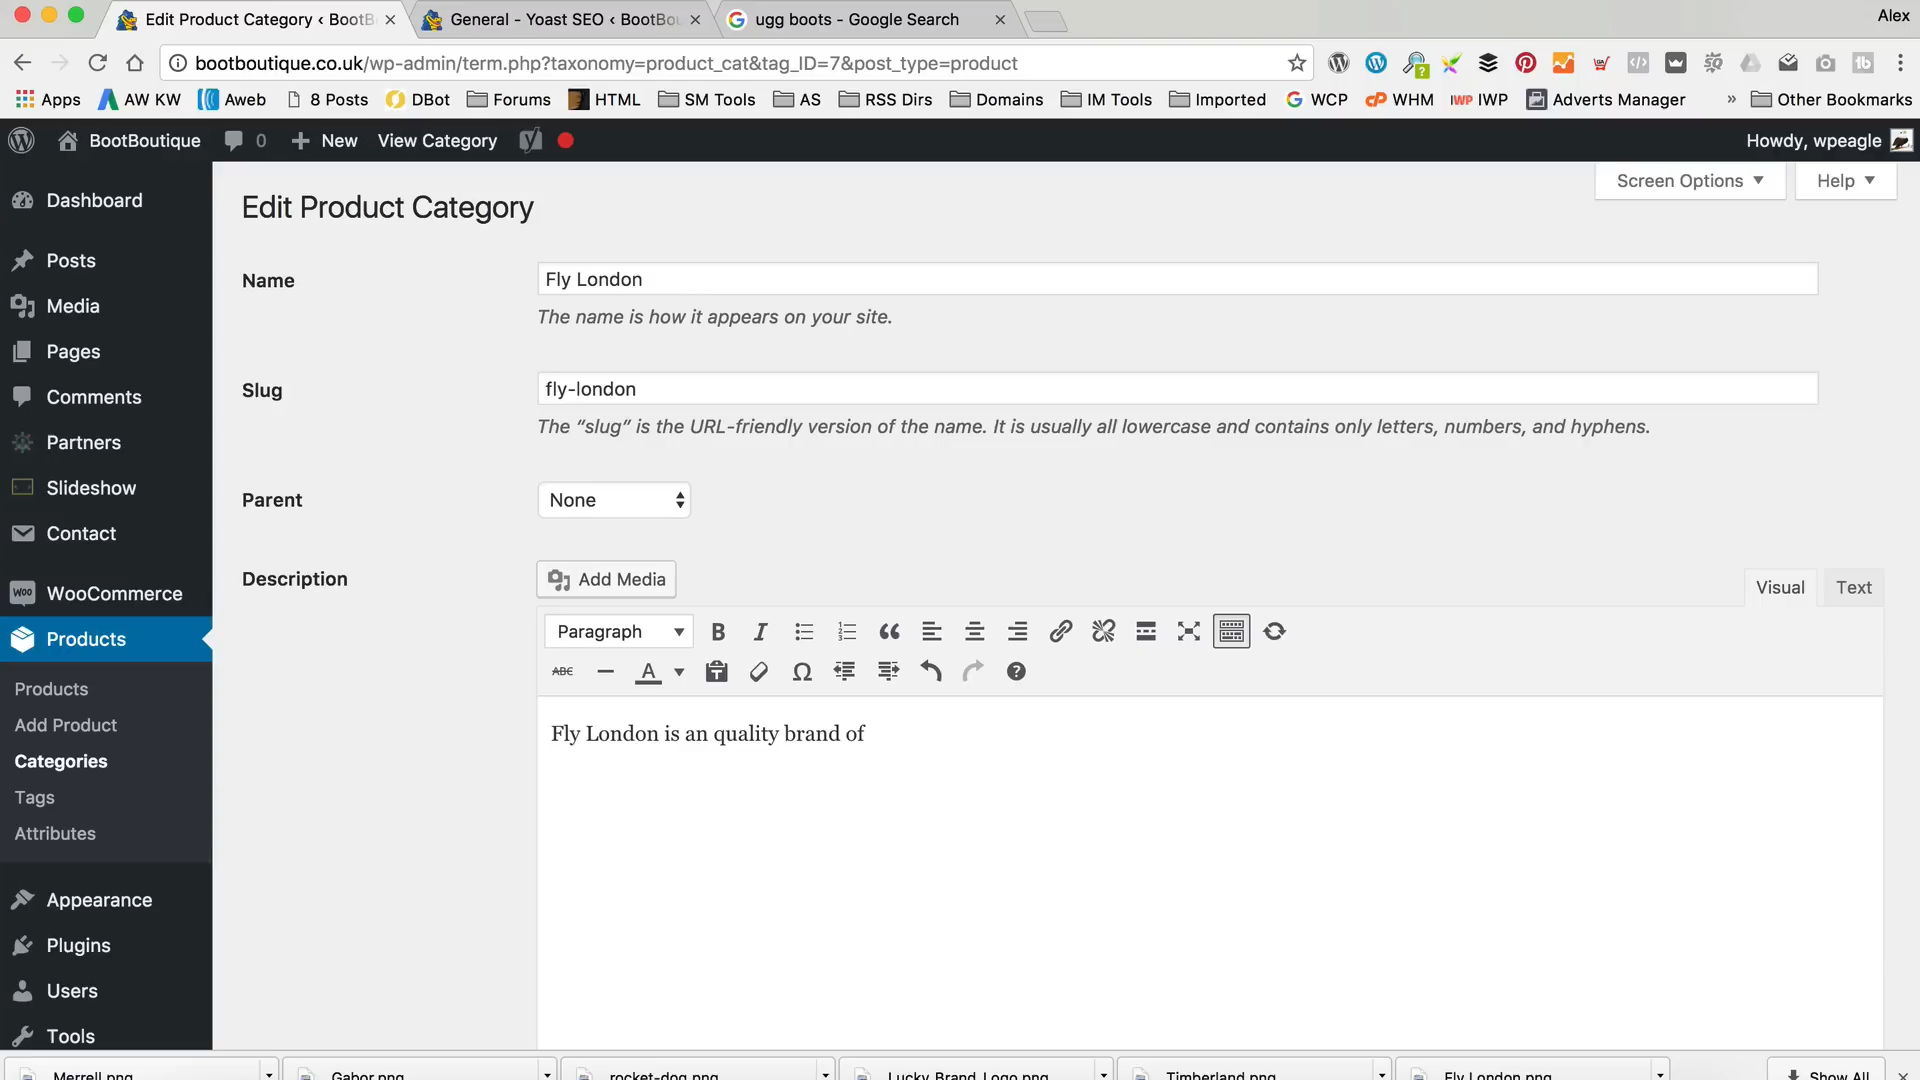 Edit Product Category ‹ BootB
General - Yoast SEO ‹ BootBou
ugg boots - Google Search
Alex
bootboutique.co.uk/wp-admin/term.php?taxonomy=product_cat&tag_ID=7&post_type=product
Apps
AW KW
Aweb
8 Posts
DBot
Forums
HTML
SM Tools
AS
RSS Dirs
Domains
IM Tools
Imported
WCP
WHM
IWP
Adverts Manager
»
Other Bookmarks
BootBoutique
0
New
View Category
Howdy, wpeagle
Screen Options
Help
Dashboard
Posts
Media
Pages
Comments
Partners
Slideshow
Contact
WooCommerce
Products
Products
Add Product
Categories
Tags
Attributes
Appearance
Plugins
Users
Tools
Edit Product Category
Name
Fly London
The name is how it appears on your site.
Slug
fly-london
The “slug” is the URL-friendly version of the name. It is usually all lowercase and contains only letters, numbers, and hyphens.
Parent
None
Description
Add Media
Visual
Text
Paragraph
B
I
ABC
A
Fly London is an quality brand of
Merrell.png
Gabor.png
rocket-dog.png
Lucky_Brand_Logo.png
Timberland.png
Fly London.png
Show All